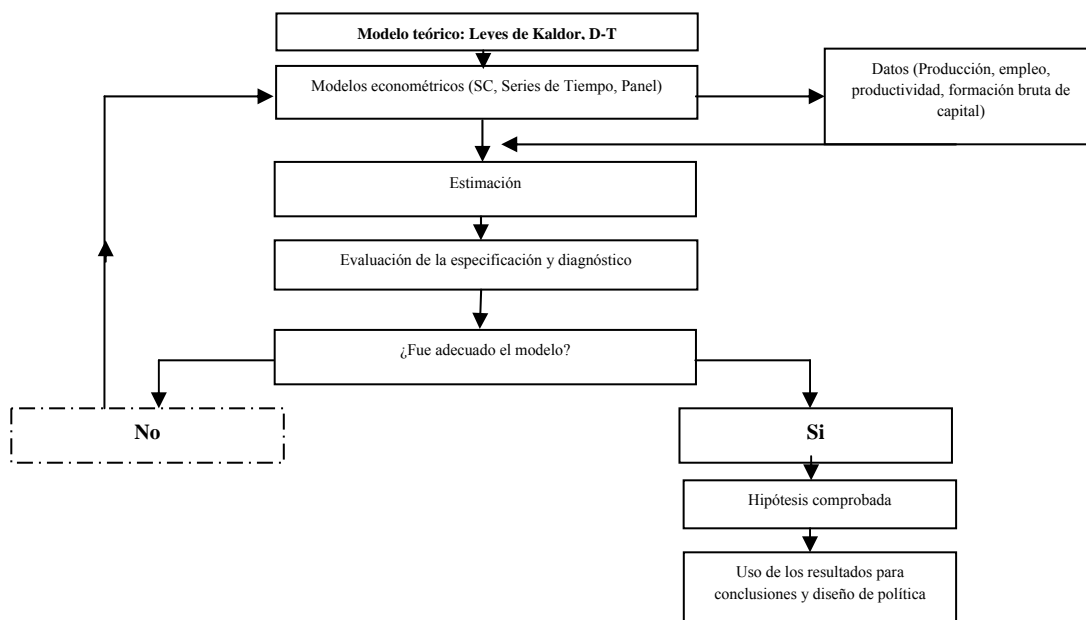 Modelo teórico: Leyes de Kaldor, D-T
Modelos econométricos (SC, Series de Tiempo, Panel)
Datos (Producción, empleo,
productividad, formación bruta de
capital)
Estimación
Evaluación de la especificación y diagnóstico
¿Fue adecuado el modelo?
No
Si
Hipótesis comprobada
Uso de los resultados para
conclusiones y diseño de política